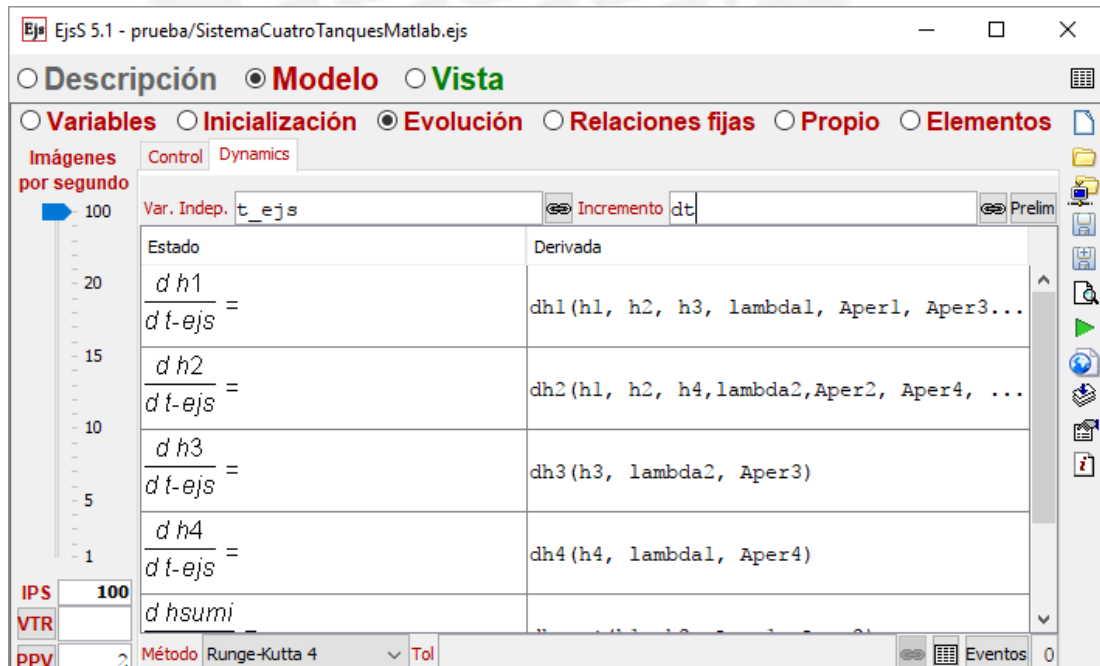 EjsS 5.1 - prueba/SistemaCuatroTanquesMatlab.ejs
Descripción Modelo Vista
Variables Inicialización Evolución Relaciones fijas Propio Elementos
Imágenes por segundo
Control Dynamics
Var. Indep. t_ejs Incremento dt Prelim
100
20
15
10
5
1
Estado Derivada
d h1
d t-ejs = dh1(h1, h2, h3, lambda1, Aper1, Aper3...
d h2
d t-ejs = dh2(h1, h2, h4,lambda2,Aper2, Aper4, ...
d h3
d t-ejs = dh3(h3, lambda2, Aper3)
d h4
d t-ejs = dh4(h4, lambda1, Aper4)
d hsumi
IPS 100
VTR
PPV 2
Método Runge-Kutta 4 Tol Eventos 0